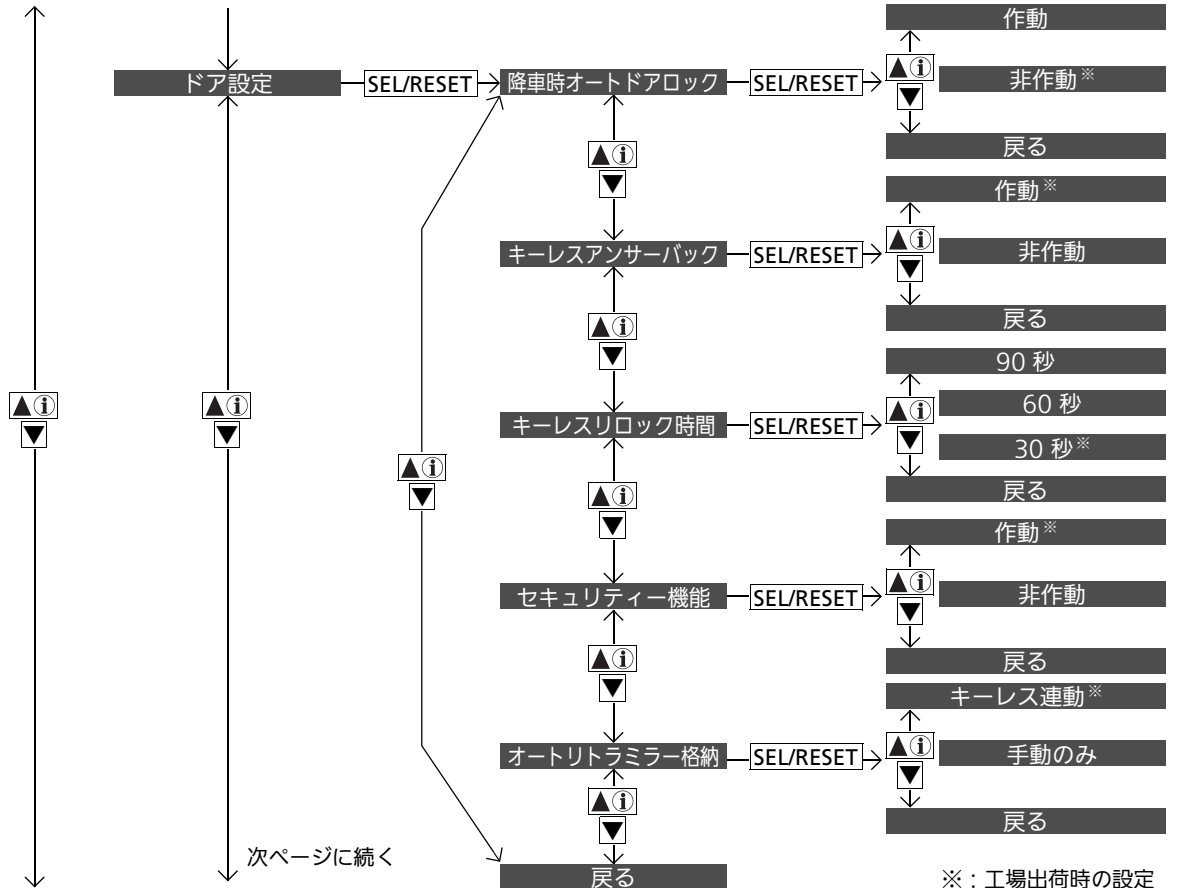 作動
ドア設定 SEL/RESET 降車時オートドアロック SEL/RESET ▲ⓘ 非作動※
▼
戻る
▲ⓘ
▼
作動※
キーレスアンサーバック SEL/RESET ▲ⓘ 非作動
▼
戻る
▲ⓘ
▼
90 秒
▲ⓘ ▲ⓘ キーレスリロック時間 SEL/RESET ▲ⓘ 60 秒
▼ ▼ ▼ 30 秒※
戻る
▲ⓘ ▲ⓘ
▼ ▼
作動※
セキュリティー機能 SEL/RESET ▲ⓘ 非作動
▼
戻る
▲ⓘ
▼
キーレス連動※
オートリトラミラー格納 SEL/RESET ▲ⓘ 手動のみ
▼
戻る
▲ⓘ
▼
次ページに続く
戻る
※：工場出荷時の設定